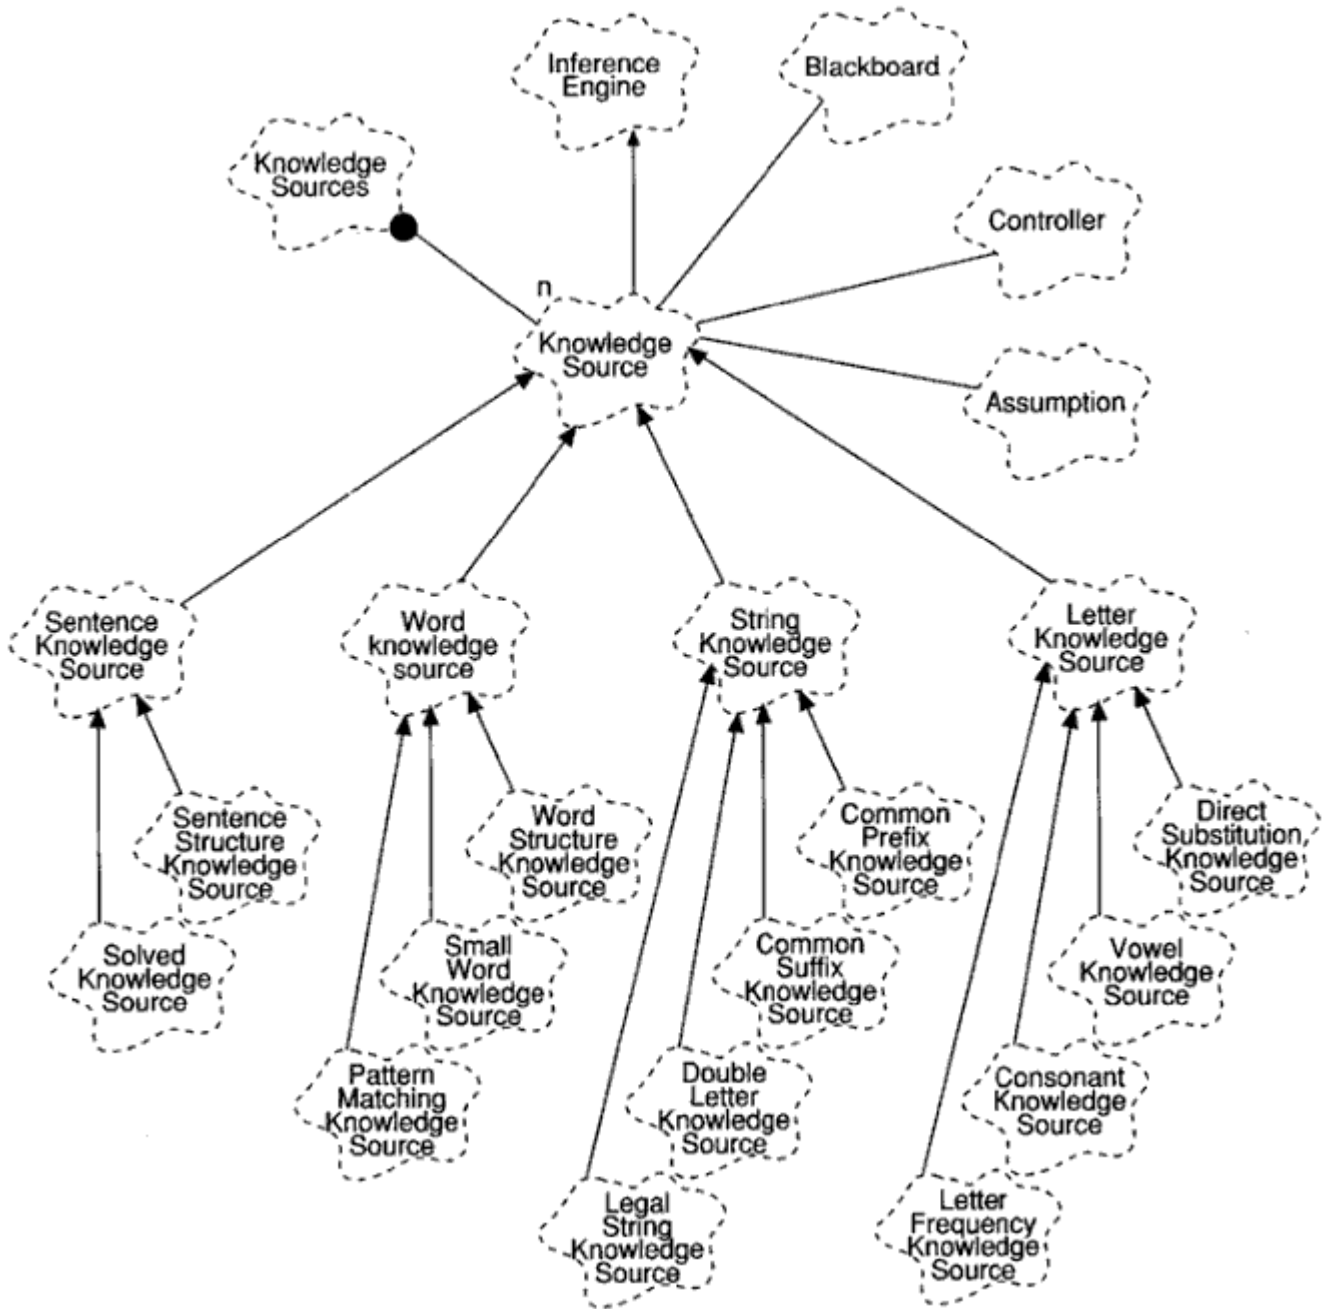 Inference
Engine
Blackboard
Knowledge
Sources
Controller
n
Knowledge
Source
Assumption
Sentence
Knowledge
Source
Word
knowledge
source
String
Knowledge
Source
Letter
Knowledge
Source
Sentence
Structure
Knowledge
Source
Word
Structure
Knowledge
Source
Common
Prefix
Knowledge
Source
Direct
Substitution
Knowledge
Source
Solved
Knowledge
Source
Small
Word
Knowledge
Source
Common
Suffix
Knowledge
Source
Vowel
Knowledge
Source
Pattern
Matching
Knowledge
Source
Double
Letter
Knowledge
Source
Consonant
Knowledge
Source
Legal
String
Knowledge
Source
Letter
Frequency
Knowledge
Source